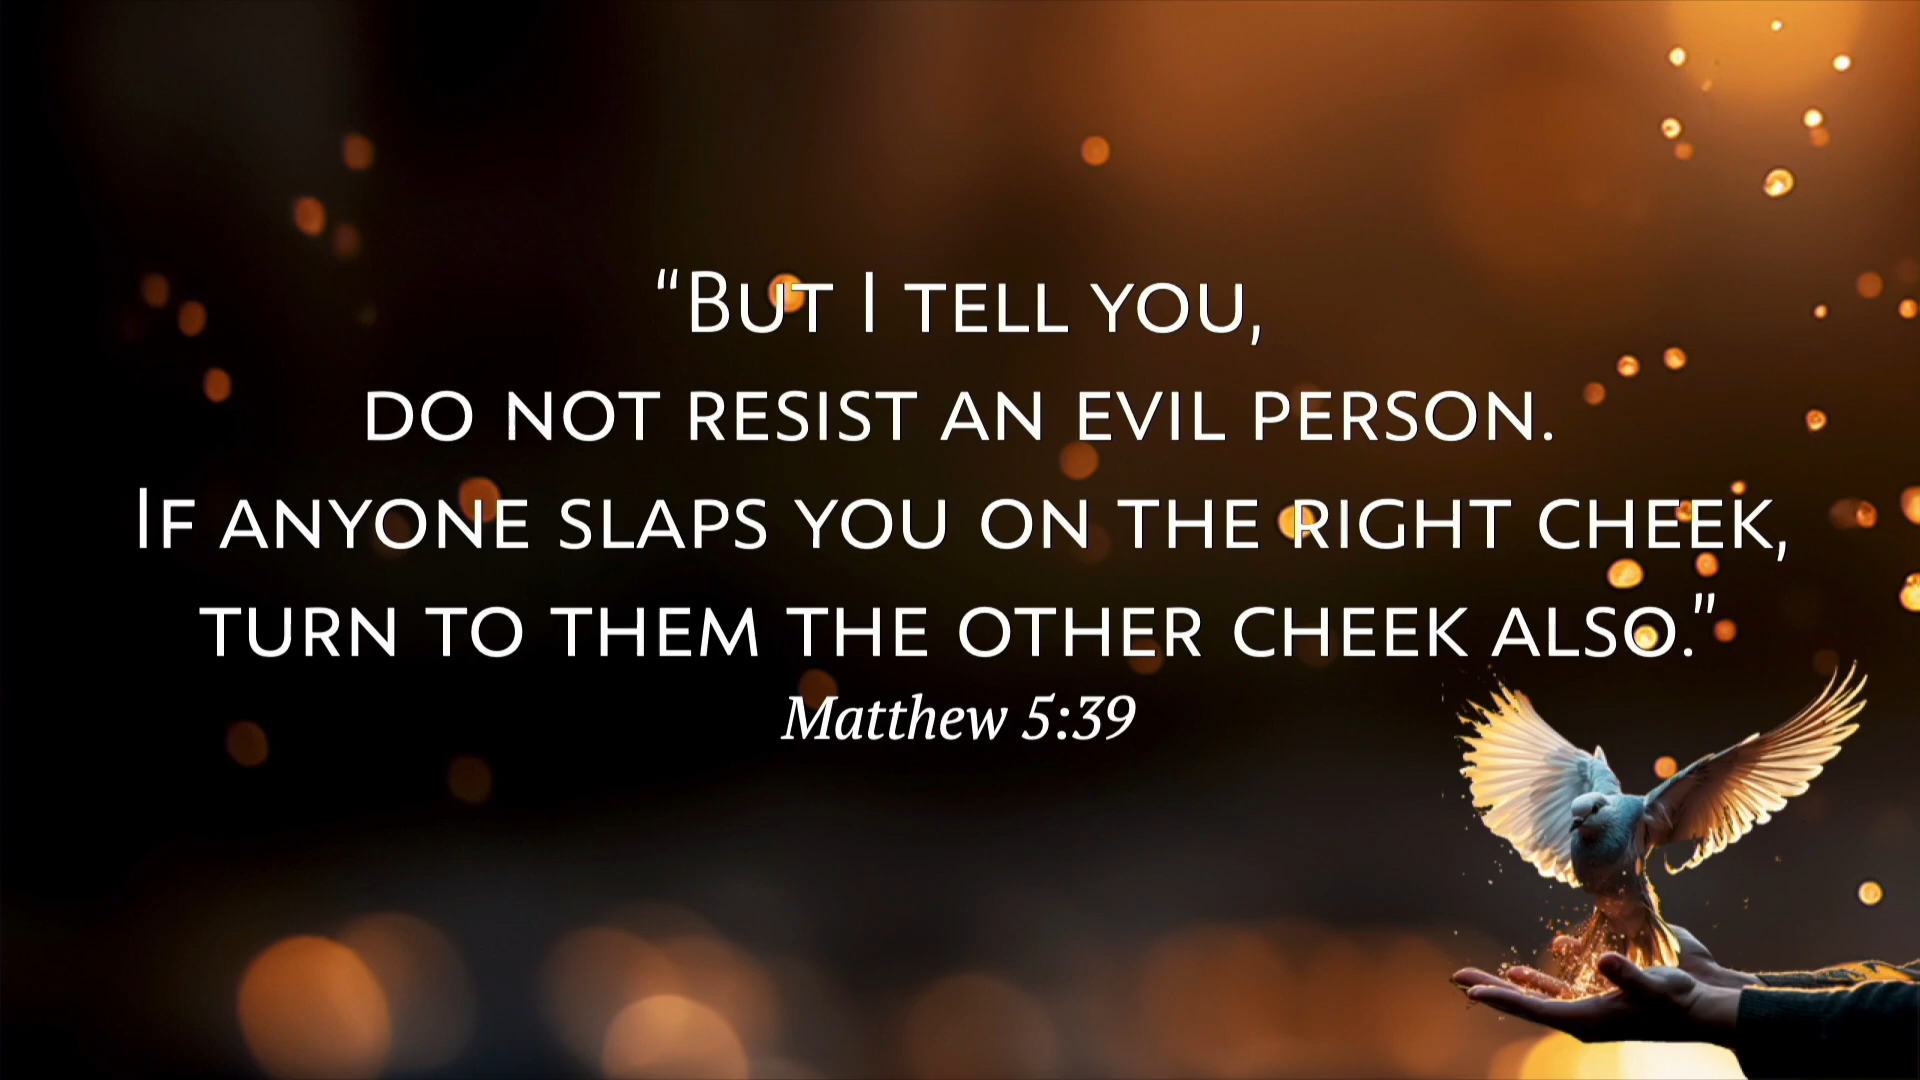 “But I tell you,
do not resist an evil person.
If anyone slaps you on the right cheek,
turn to them the other cheek also.”
Matthew 5:39